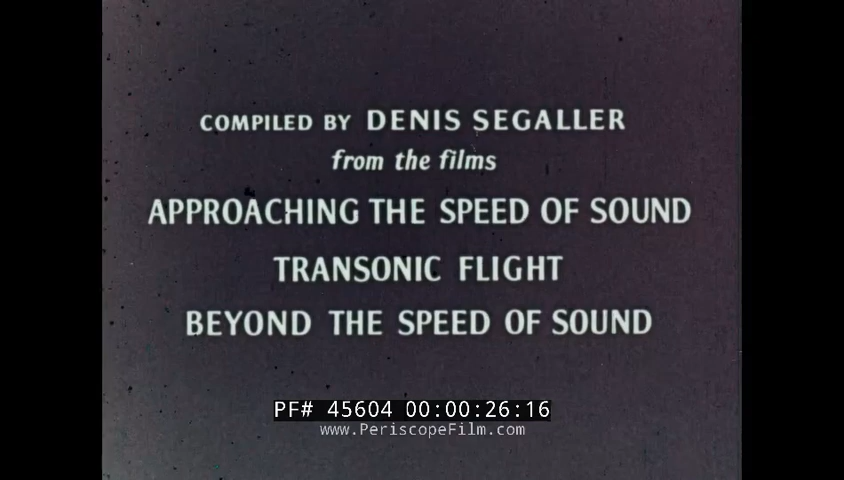 COMPILED BY DENIS SEGALLER
from the films
APPROACHING THE SPEED OF SOUND
TRANSONIC FLIGHT
BEYOND THE SPEED OF SOUND
PF# 45604 00:00:26:16
www.PeriscopeFilm.com